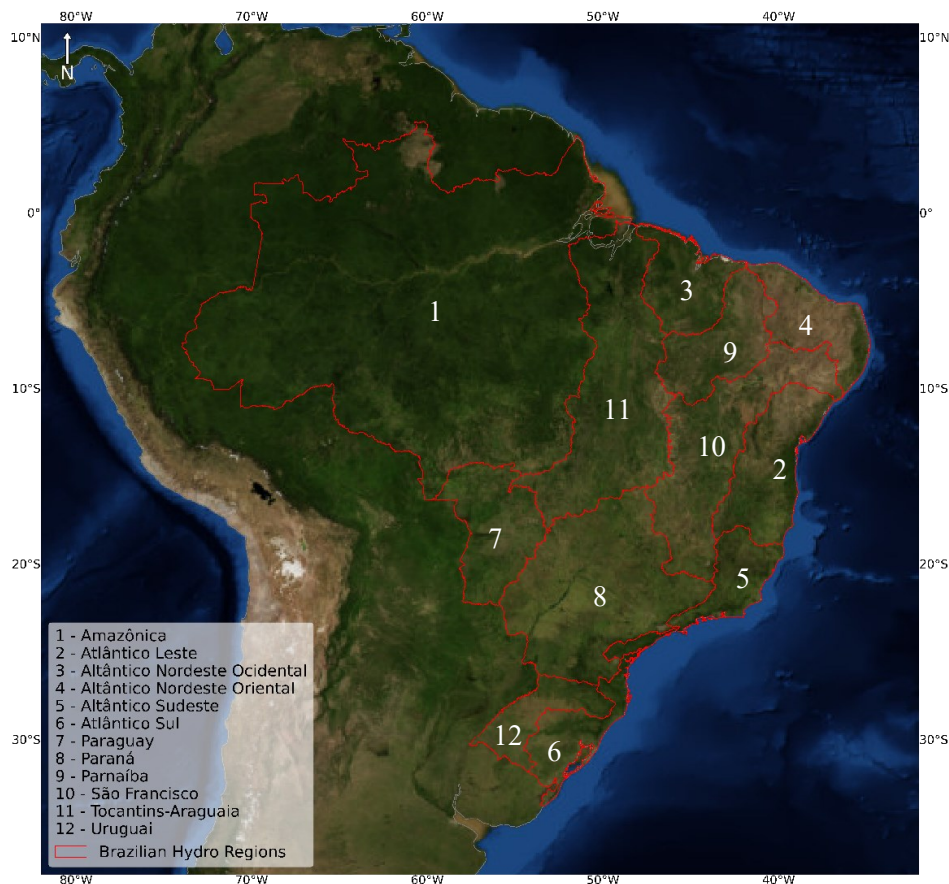 80°W 70°W 60°W 50°W 40°W
10°N 10°N
N
0° 0°
3
1
4
9
10°S 10°S
11
10
2
7
20°S 20°S
5
8
1 - Amazônica
2 - Atlântico Leste
3 - Altântico Nordeste Ocidental
4 - Altântico Nordeste Oriental
5 - Altântico Sudeste
6 - Atlântico Sul
7 - Paraguay
8 - Paraná
9 - Parnaíba
10 - São Francisco
11 - Tocantins-Araguaia
12 - Uruguai
Brazilian Hydro Regions
12
30°S 30°S
6
80°W 70°W 60°W 50°W 40°W